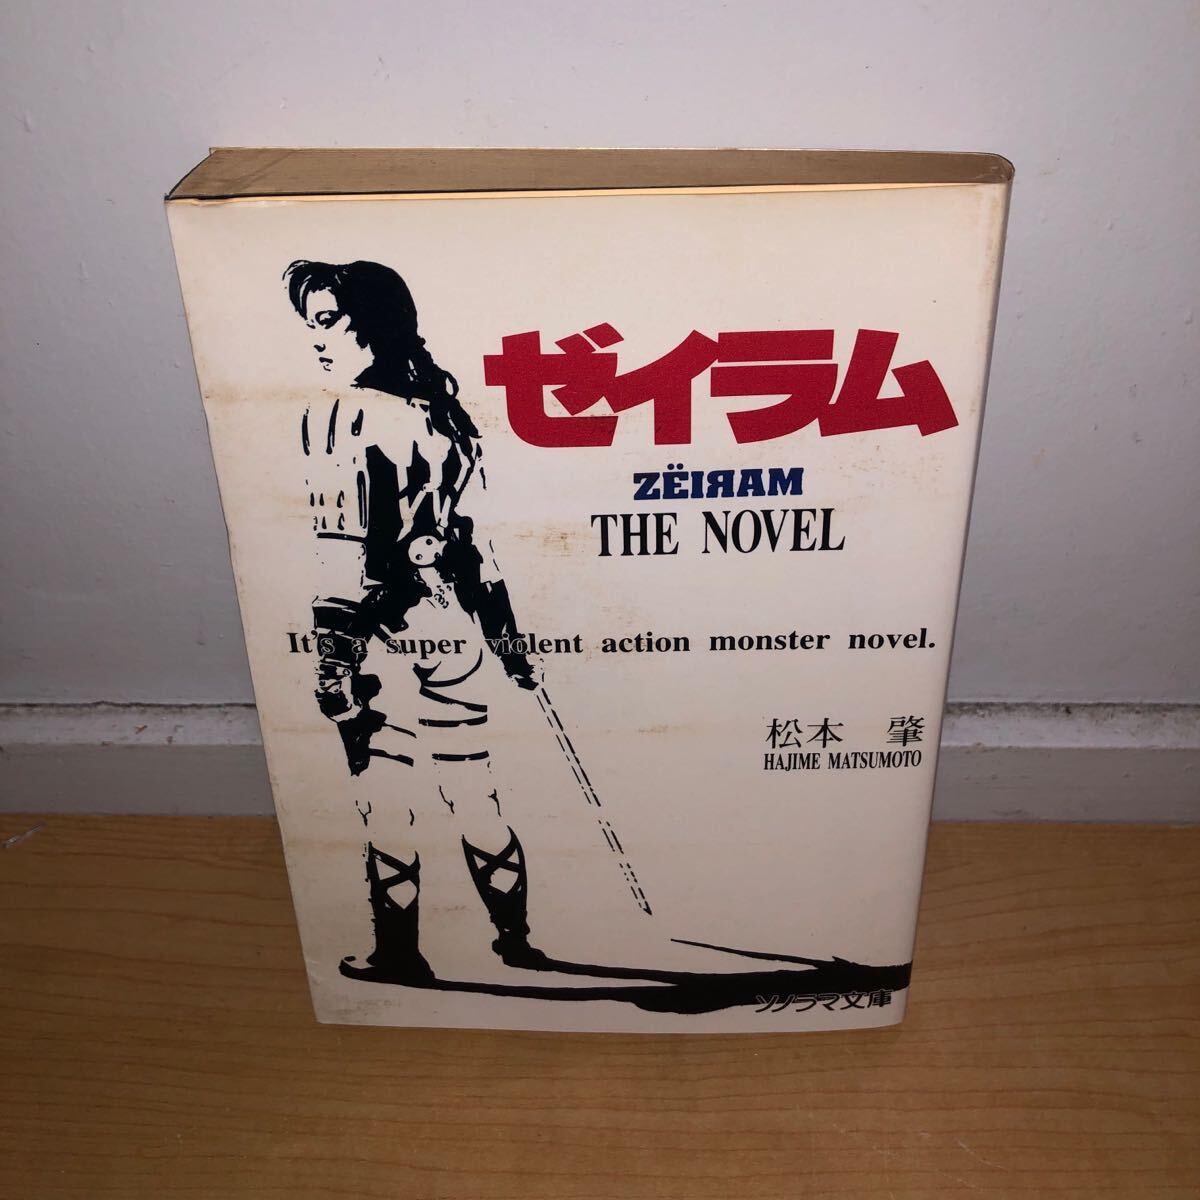 ゼイラム
ZËIЯAM
THE NOVEL
It's a super violent action monster novel.
松本 肇
HAJIME MATSUMOTO
ソノラマ文庫